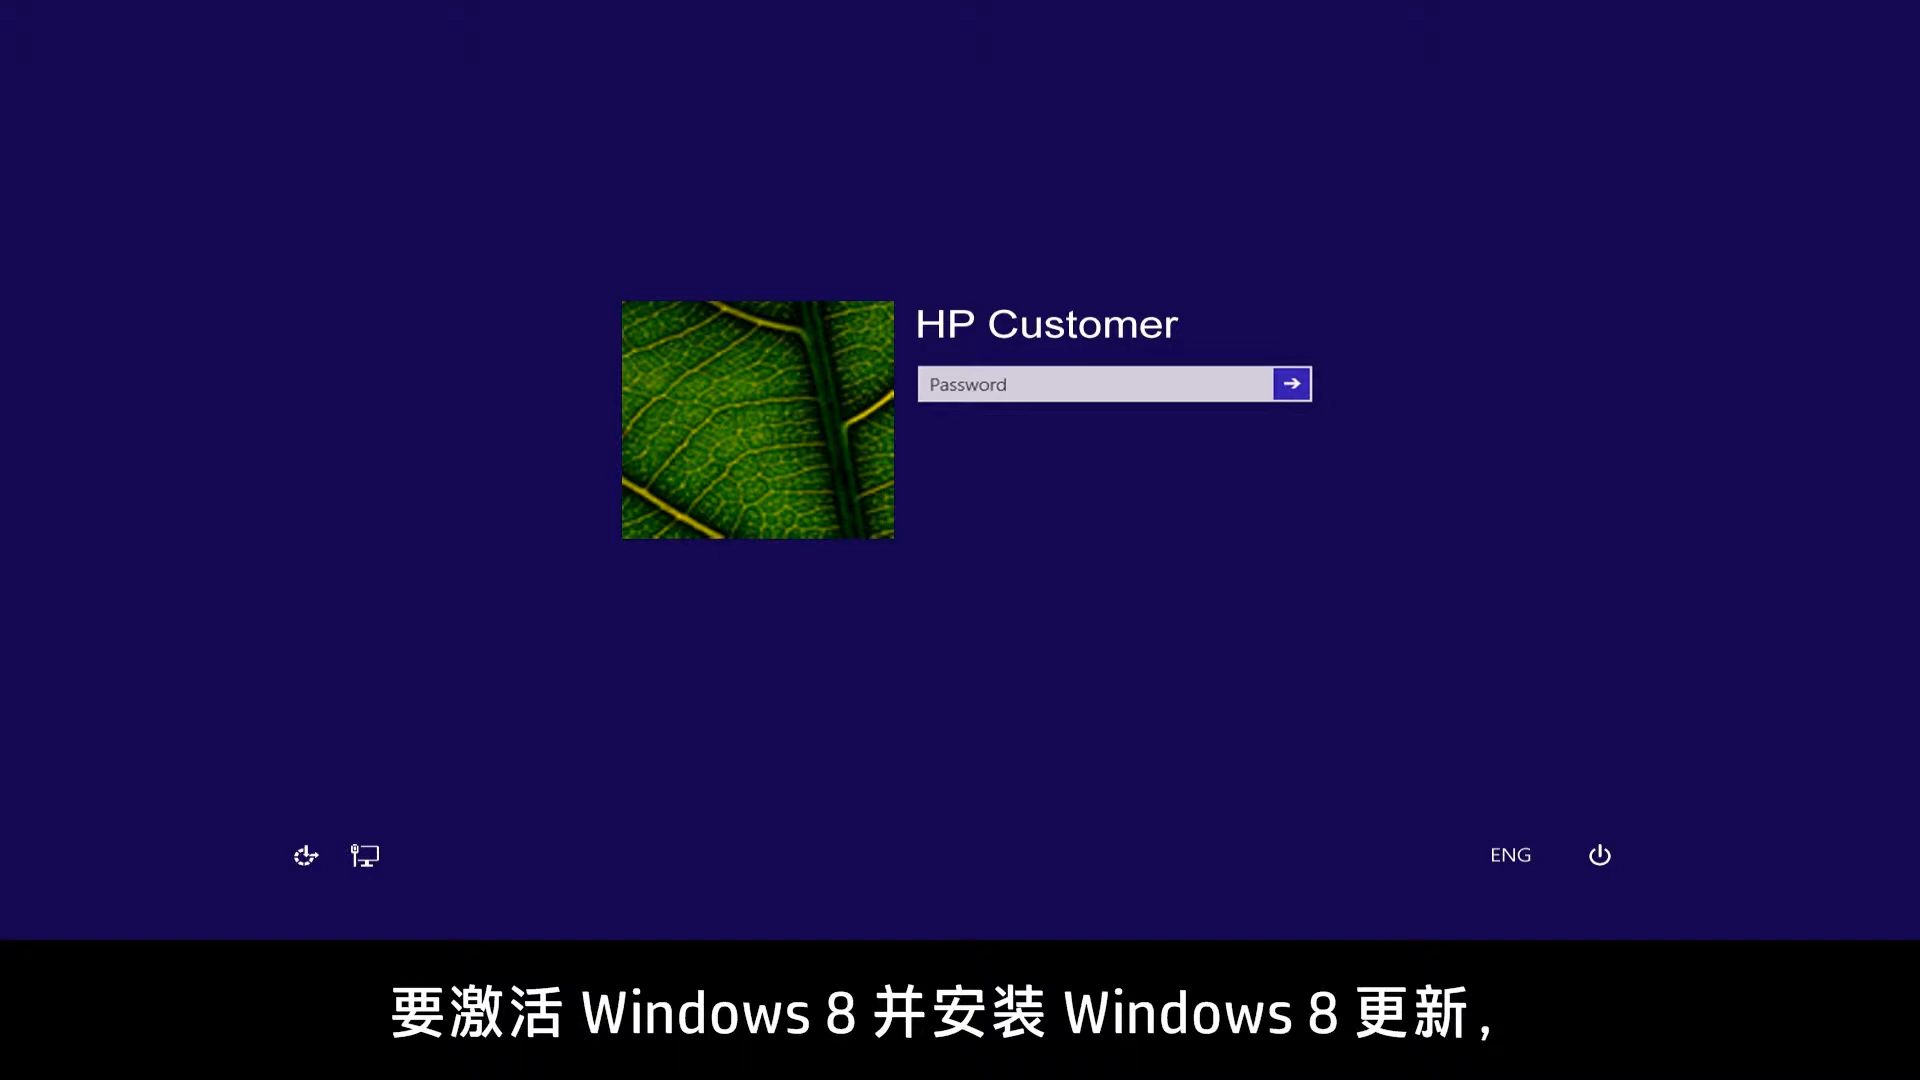 HP Customer
Password
ENG
要激活 Windows 8 并安装 Windows 8 更新，